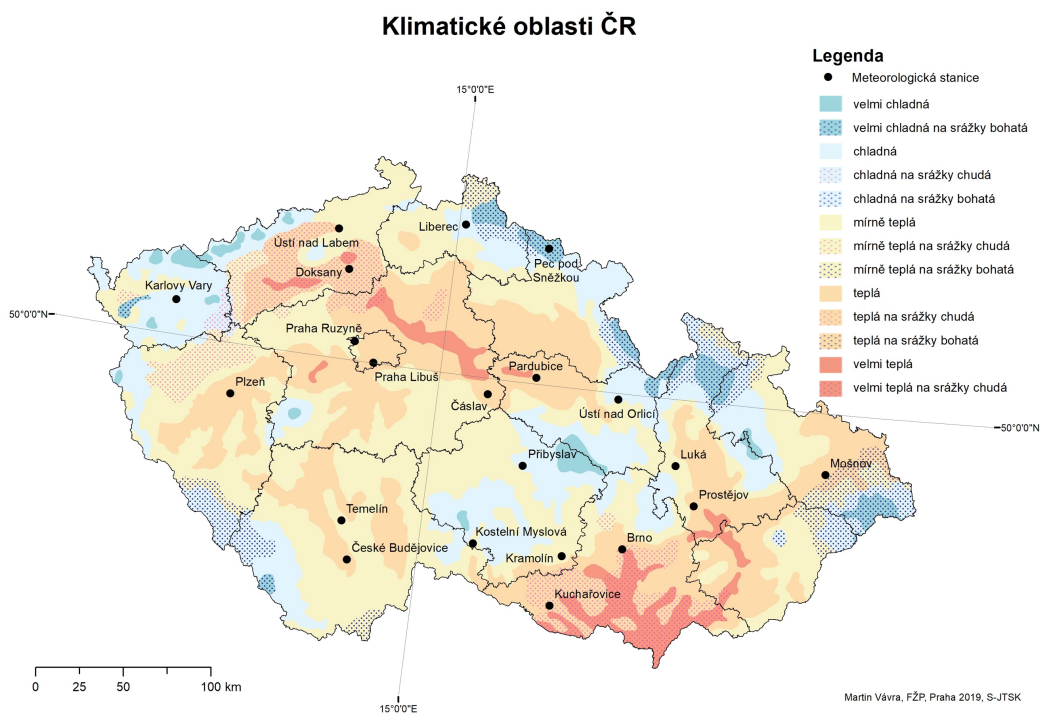 Klimatické oblasti ČR
Legenda
Meteorologická stanice
velmi chladná
velmi chladná na srážky bohatá
chladná
chladná na srážky chudá
chladná na srážky bohatá
mírně teplá
mírně teplá na srážky chudá
mírně teplá na srážky bohatá
teplá
teplá na srážky chudá
teplá na srážky bohatá
velmi teplá
velmi teplá na srážky chudá
15°0'0"E
Liberec
Ústí nad Labem
Pec pod
Sněžkou
Doksany
Karlovy Vary
50°0'0"N
Praha Ruzyně
Praha Libuš
Pardubice
Plzeň
Čáslav
Ústí nad Orlicí
50°0'0"N
Přibyslav
Luká
Mošnov
Prostějov
Temelín
Kostelní Myslová
Brno
České Budějovice
Kramolín
Kuchařovice
0 25 50 100 km
15°0'0"E
Martin Vávra, FŽP, Praha 2019, S-JTSK